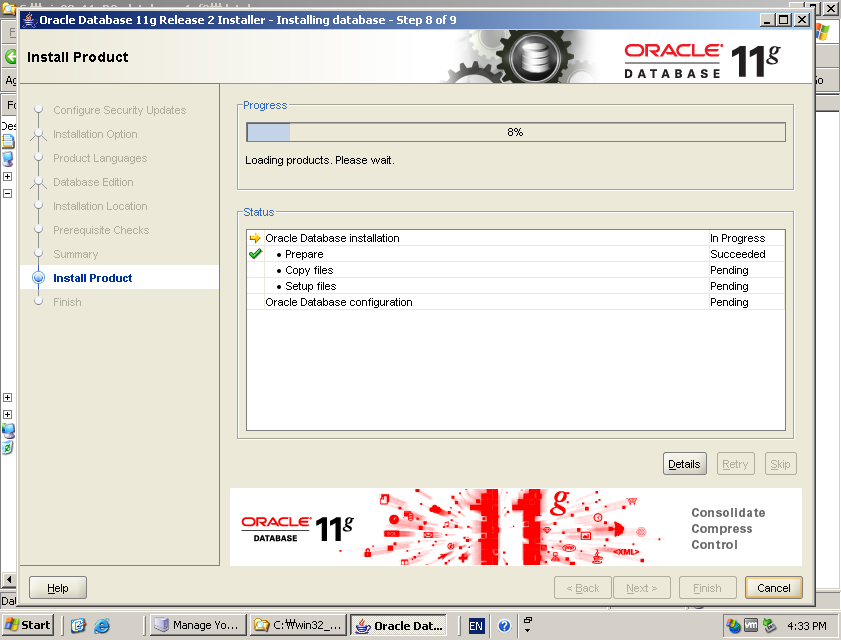 Oracle Database 11g Release 2 Installer - Installing database - Step 8 of 9
Install Product
ORACLE
DATABASE
11g
Configure Security Updates
Installation Option
Product Languages
Database Edition
Installation Location
Prerequisite Checks
Summary
Install Product
Finish
Progress
8%
Loading products. Please wait.
Status
Oracle Database installation In Progress
• Prepare Succeeded
• Copy files Pending
• Setup files Pending
Oracle Database configuration Pending
Details Retry Skip
ORACLE
DATABASE
11g
11g
<XML>
Consolidate
Compress
Control
Help < Back Next > Finish Cancel
Start Manage Yo... C:₩win32_... Oracle Dat... EN 4:33 PM